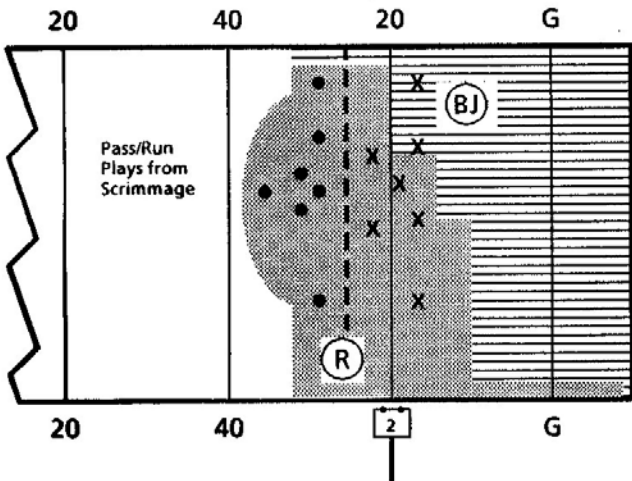 20 40 20 G
X
BJ
Pass/Run
Plays from
Scrimmage
X
X
X
X
X
X
R
20 40 2 G